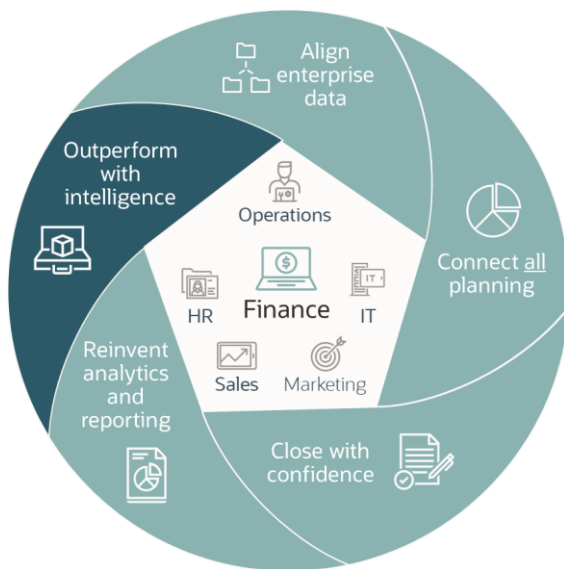 Align
enterprise
data
Outperform
with
intelligence
Operations
Connect all
planning
HR
Finance
IT
IT
Sales
Marketing
Reinvent
analytics
and
reporting
Close with
confidence
$